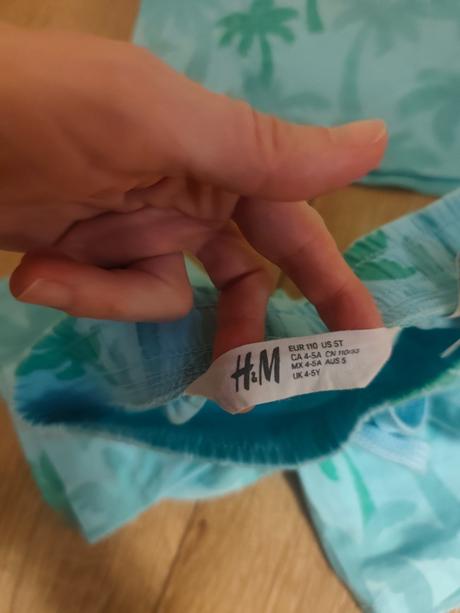 H&M
EUR 110 US 5T
CA 4-5A CN 110/53
MX 4-5A AUS 5
UK 4-5Y